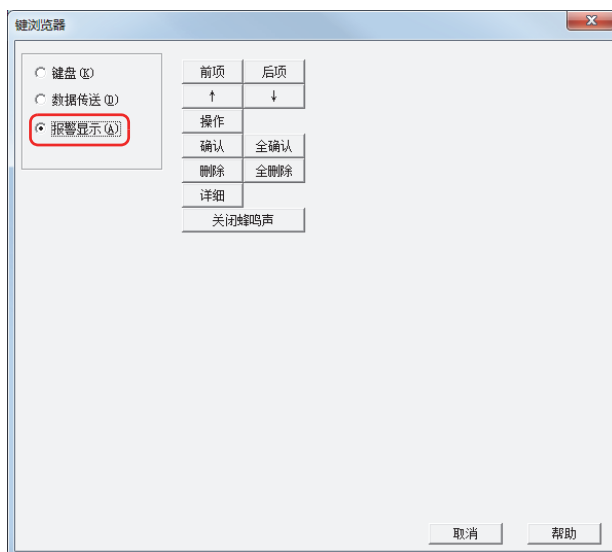 键浏览器
键盘(K)
数据传送(D)
报警显示(A)
前项 后项
↑ ↓
操作
确认 全确认
删除 全删除
详细
关闭蜂鸣声
取消 帮助